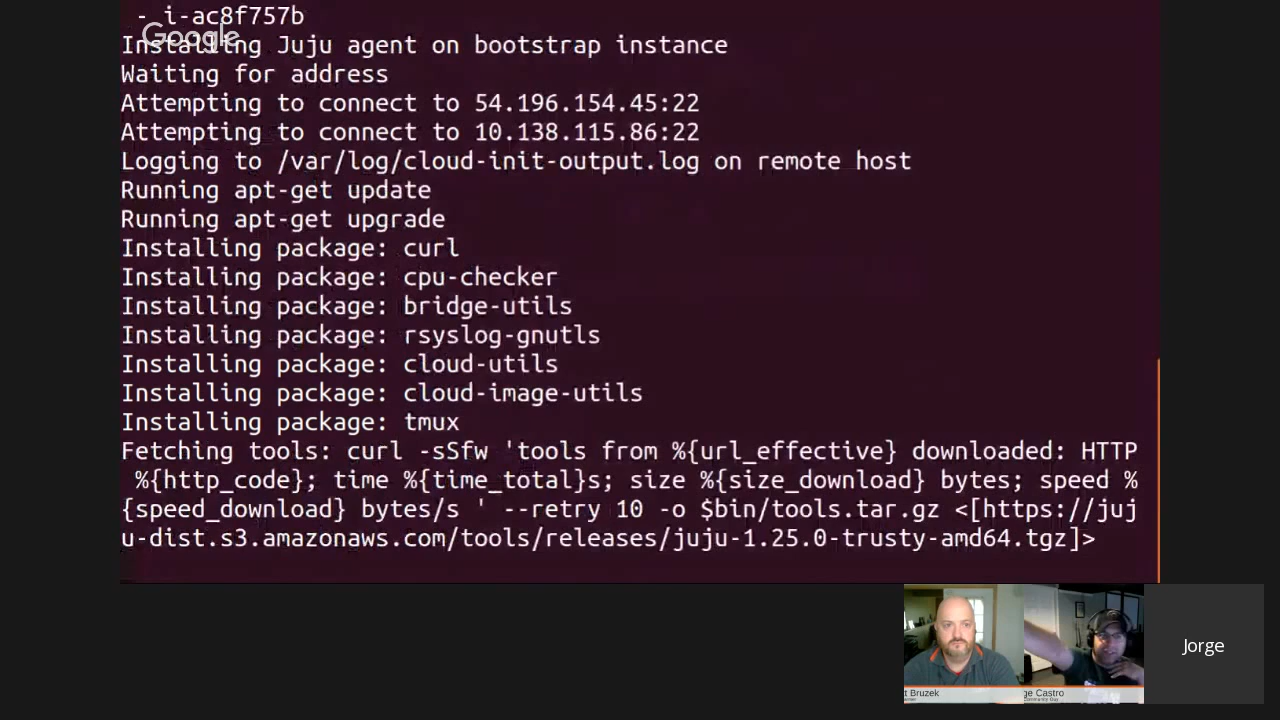 - i-ac8f757b
Google
Installing Juju agent on bootstrap instance
Waiting for address
Attempting to connect to 54.196.154.45:22
Attempting to connect to 10.138.115.86:22
Logging to /var/log/cloud-init-output.log on remote host
Running apt-get update
Running apt-get upgrade
Installing package: curl
Installing package: cpu-checker
Installing package: bridge-utils
Installing package: rsyslog-gnutls
Installing package: cloud-utils
Installing package: cloud-image-utils
Installing package: tmux
Fetching tools: curl -sSfw 'tools from %{url_effective} downloaded: HTTP
%{http_code}; time %{time_total}s; size %{size_download} bytes; speed %
{speed_download} bytes/s ' --retry 10 -o $bin/tools.tar.gz <[https://juj
u-dist.s3.amazonaws.com/tools/releases/juju-1.25.0-trusty-amd64.tgz]>
t Bruzek
ge Castro
Jorge